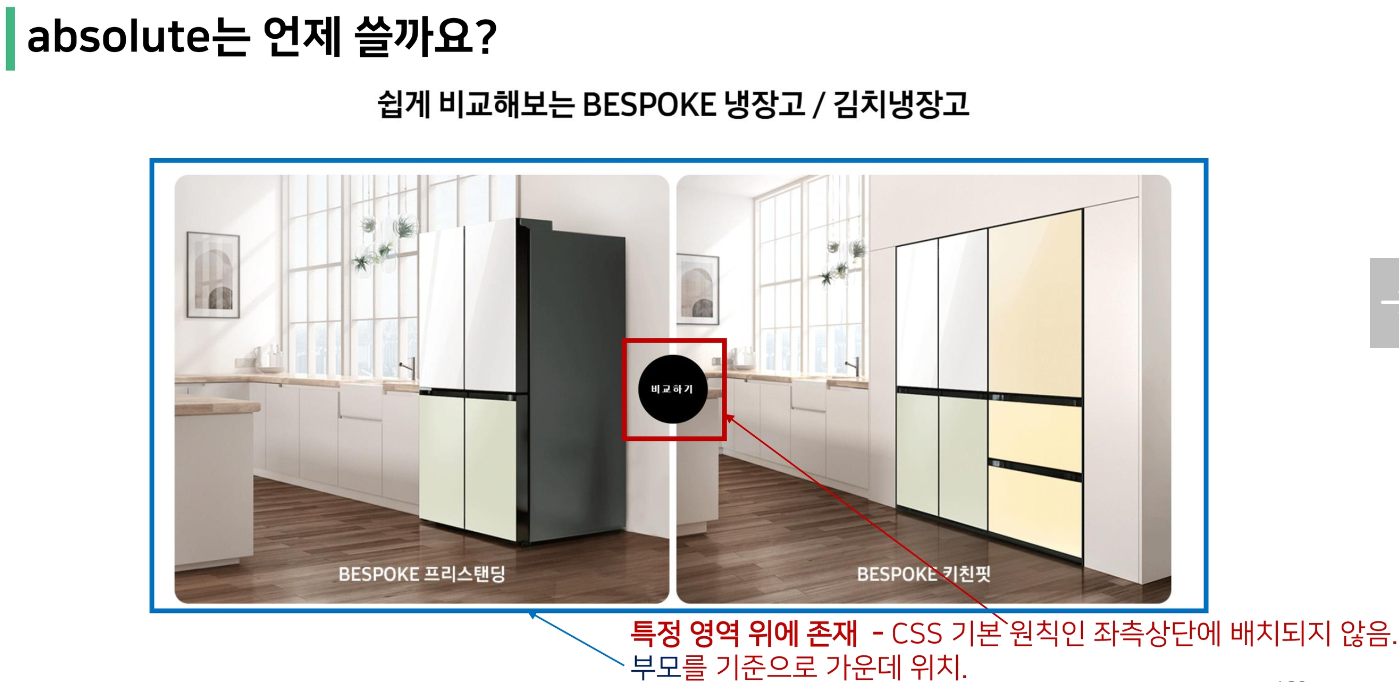 absolute는 언제 쓸까요?
쉽게 비교해보는 BESPOKE 냉장고 / 김치냉장고
비교하기
BESPOKE 프리스탠딩
BESPOKE 키친핏
특정 영역 위에 존재 - CSS 기본 원칙인 좌측상단에 배치되지 않음.
부모를 기준으로 가운데 위치.